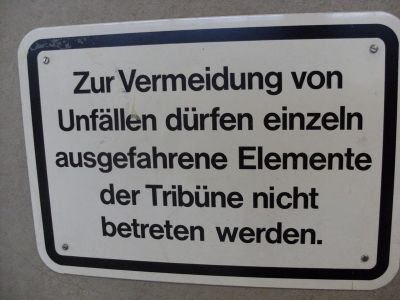 Zur Vermeidung von
Unfällen dürfen einzeln
ausgefahrene Elemente
der Tribüne nicht
betreten werden.